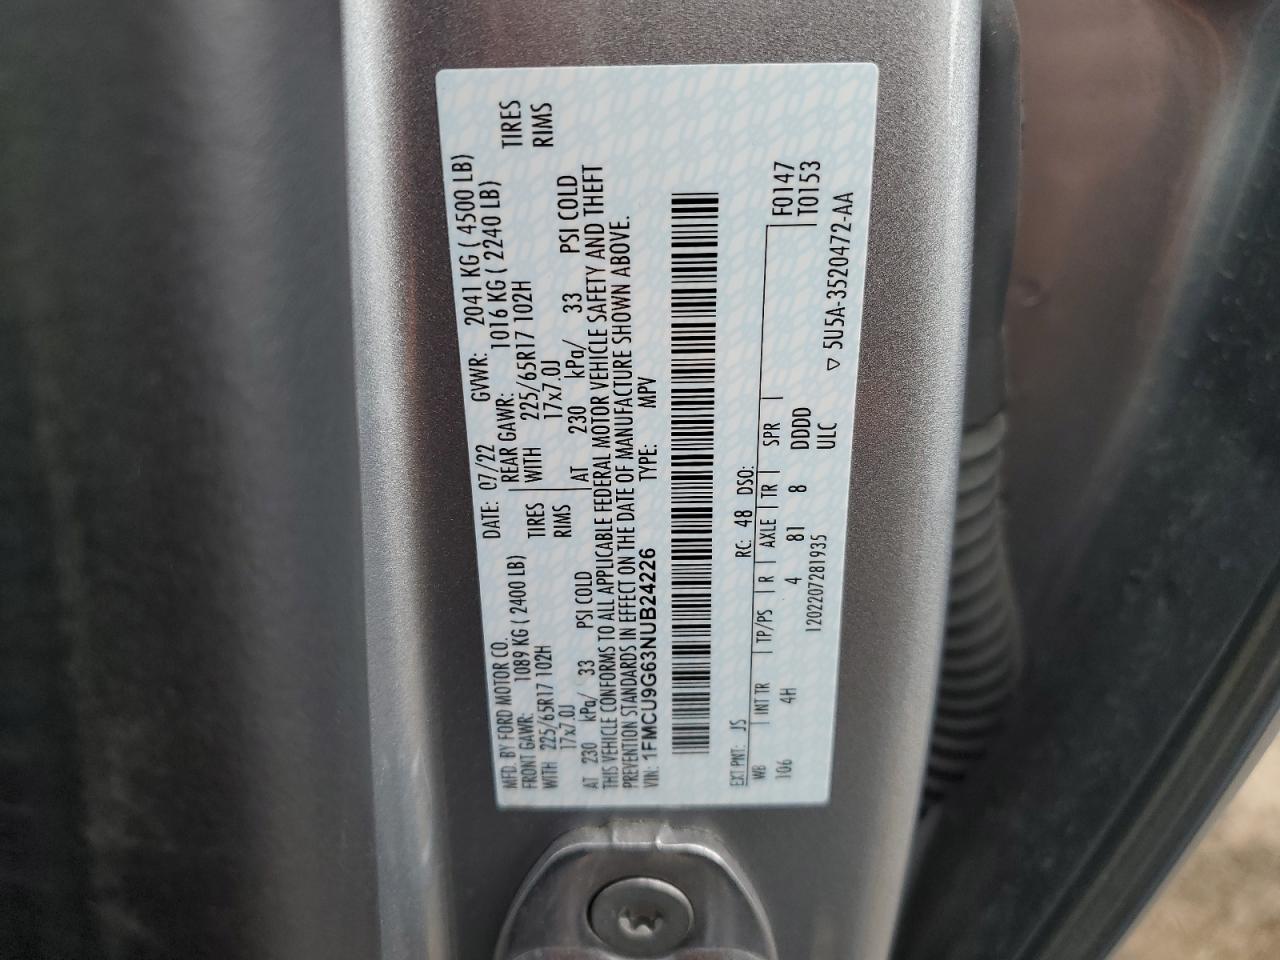 MFD. BY FORD MOTOR CO. DATE: 07/22 GVWR: 2041 KG ( 4500 LB)
FRONT GAWR: 1089 KG ( 2400 LB) REAR GAWR: 1016 KG ( 2240 LB)
WITH 225/65R17 102H TIRES WITH 225/65R17 102H TIRES
17x7.0J RIMS 17x7.0J RIMS
AT 230 kPa/ 33 PSI COLD AT 230 kPa/ 33 PSI COLD
THIS VEHICLE CONFORMS TO ALL APPLICABLE FEDERAL MOTOR VEHICLE SAFETY AND THEFT
PREVENTION STANDARDS IN EFFECT ON THE DATE OF MANUFACTURE SHOWN ABOVE.
VIN: 1FMCU9G63NUB24226 TYPE: MPV
EXT PNT: JS RC: 48 DSO:
WB INT TR TP/PS R AXLE TR SPR F0147
106 4H 4 81 8 DDDD T0153
1202207281935 ULC
▽ 5U5A-3520472-AA